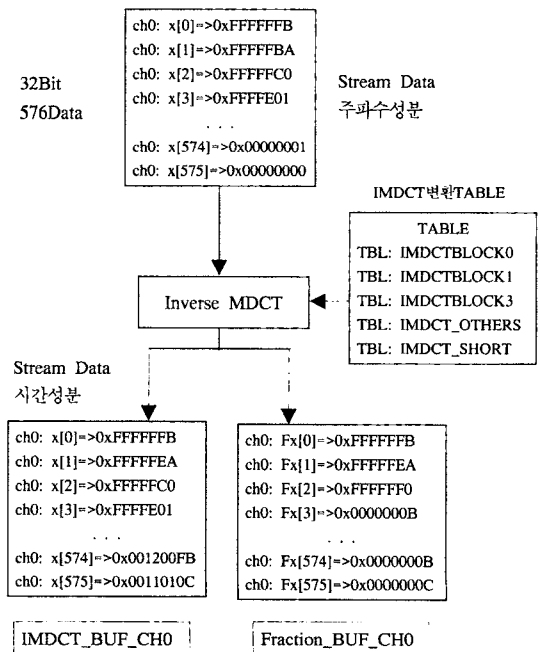 ch0: x[0]=>0xFFFFFFB
ch0: x[1]=>0xFFFFFBA
ch0: x[2]=>0xFFFFFC0
ch0: x[3]=>0xFFFFE01
. . .
ch0: x[574]=>0x00000001
ch0: x[575]=>0x00000000
32Bit
576Data
Stream Data
주파수성분
IMDCT변환TABLE
TABLE
TBL: IMDCTBLOCK0
TBL: IMDCTBLOCK1
TBL: IMDCTBLOCK3
TBL: IMDCT_OTHERS
TBL: IMDCT_SHORT
Inverse MDCT
Stream Data
시간성분
ch0: x[0]=>0xFFFFFFB
ch0: x[1]=>0xFFFFFEA
ch0: x[2]=>0xFFFFFC0
ch0: x[3]=>0xFFFFE01
. . .
ch0: x[574]=>0x001200FB
ch0: x[575]=>0x0011010C
IMDCT_BUF_CH0
ch0: Fx[0]=>0xFFFFFFB
ch0: Fx[1]=>0xFFFFFEA
ch0: Fx[2]=>0xFFFFFF0
ch0: Fx[3]=>0x0000000B
. . .
ch0: Fx[574]=>0x0000000B
ch0: Fx[575]=>0x0000000C
Fraction_BUF_CH0